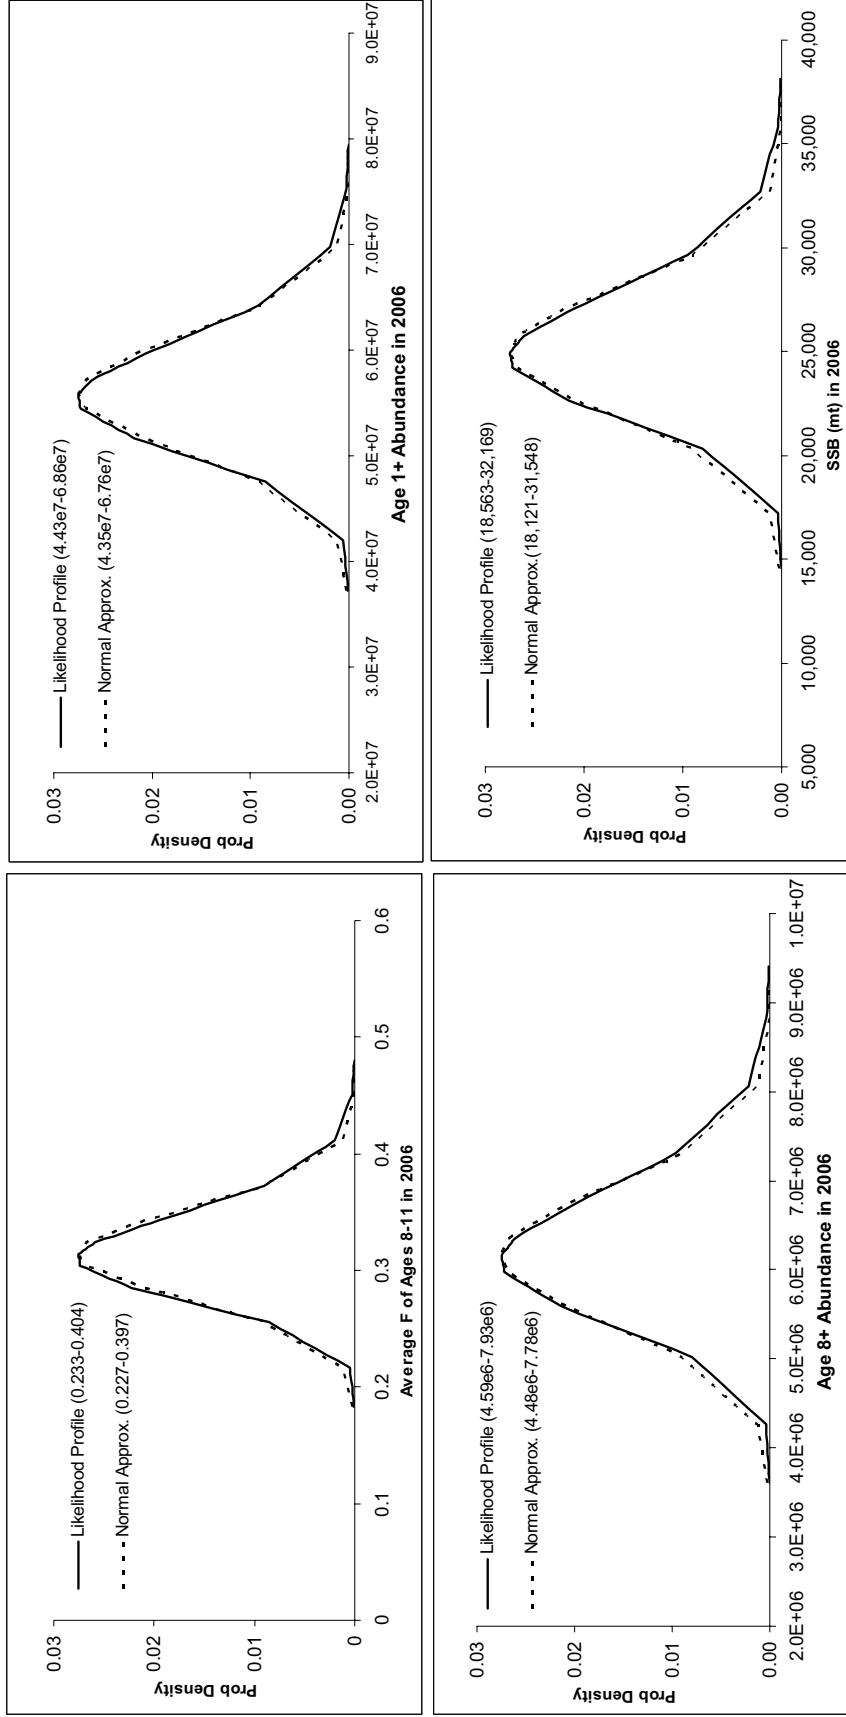 Likelihood Profile (0.233-0.404)
Normal Approx. (0.227-0.397)
0.03
0.02
0.01
0
Prob Density
0
0.1
0.2
0.3
0.4
0.5
0.6
Average F of Ages 8-11 in 2006
Likelihood Profile (4.43e7-6.86e7)
Normal Approx. (4.35e7-6.76e7)
0.03
0.02
0.01
0.00
Prob Density
2.0E+07
3.0E+07
4.0E+07
5.0E+07
6.0E+07
7.0E+07
8.0E+07
9.0E+07
Age 1+ Abundance in 2006
Likelihood Profile (4.59e6-7.93e6)
Normal Approx. (4.48e6-7.78e6)
0.03
0.02
0.01
0.00
Prob Density
2.0E+06
3.0E+06
4.0E+06
5.0E+06
6.0E+06
7.0E+06
8.0E+06
9.0E+06
1.0E+07
Age 8+ Abundance in 2006
Likelihood Profile (18,563-32,169)
Normal Approx.(18,121-31,548)
0.03
0.02
0.01
0.00
Prob Density
5,000
10,000
15,000
20,000
25,000
30,000
35,000
40,000
SSB (mt) in 2006